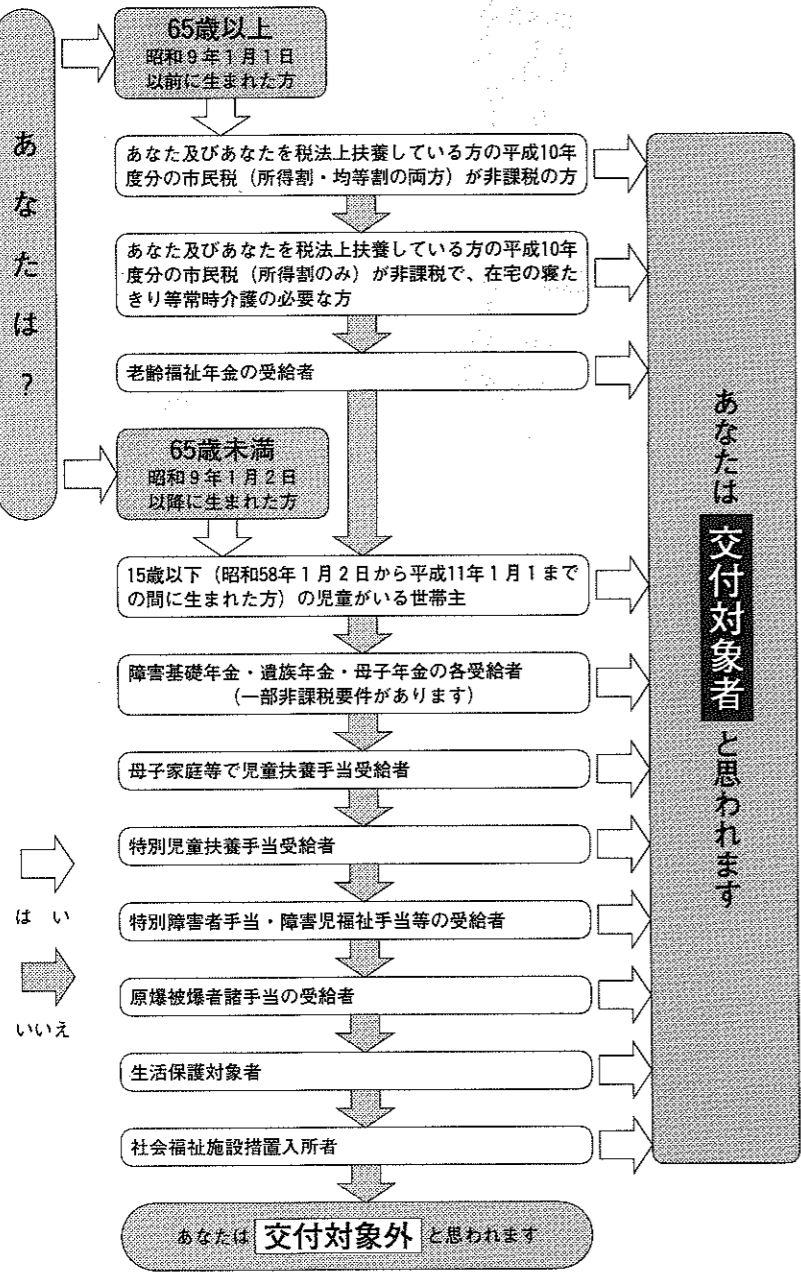 あなたは？
65歳以上
昭和９年１月１日
以前に生まれた方
あなた及びあなたを税法上扶養している方の平成10年
度分の市民税（所得割・均等割の両方）が非課税の方
あなた及びあなたを税法上扶養している方の平成10年
度分の市民税（所得割のみ）が非課税で、在宅の寝た
きり等常時介護の必要な方
老齢福祉年金の受給者
65歳未満
昭和９年１月２日
以降に生まれた方
15歳以下（昭和58年１月２日から平成11年１月１まで
の間に生まれた方）の児童がいる世帯主
障害基礎年金・遺族年金・母子年金の各受給者
（一部非課税要件があります）
母子家庭等で児童扶養手当受給者
特別児童扶養手当受給者
特別障害者手当・障害児福祉手当等の受給者
原爆被爆者諸手当の受給者
生活保護対象者
社会福祉施設措置入所者
はい
いいえ
あなたは交付対象者と思われます
あなたは交付対象外と思われます